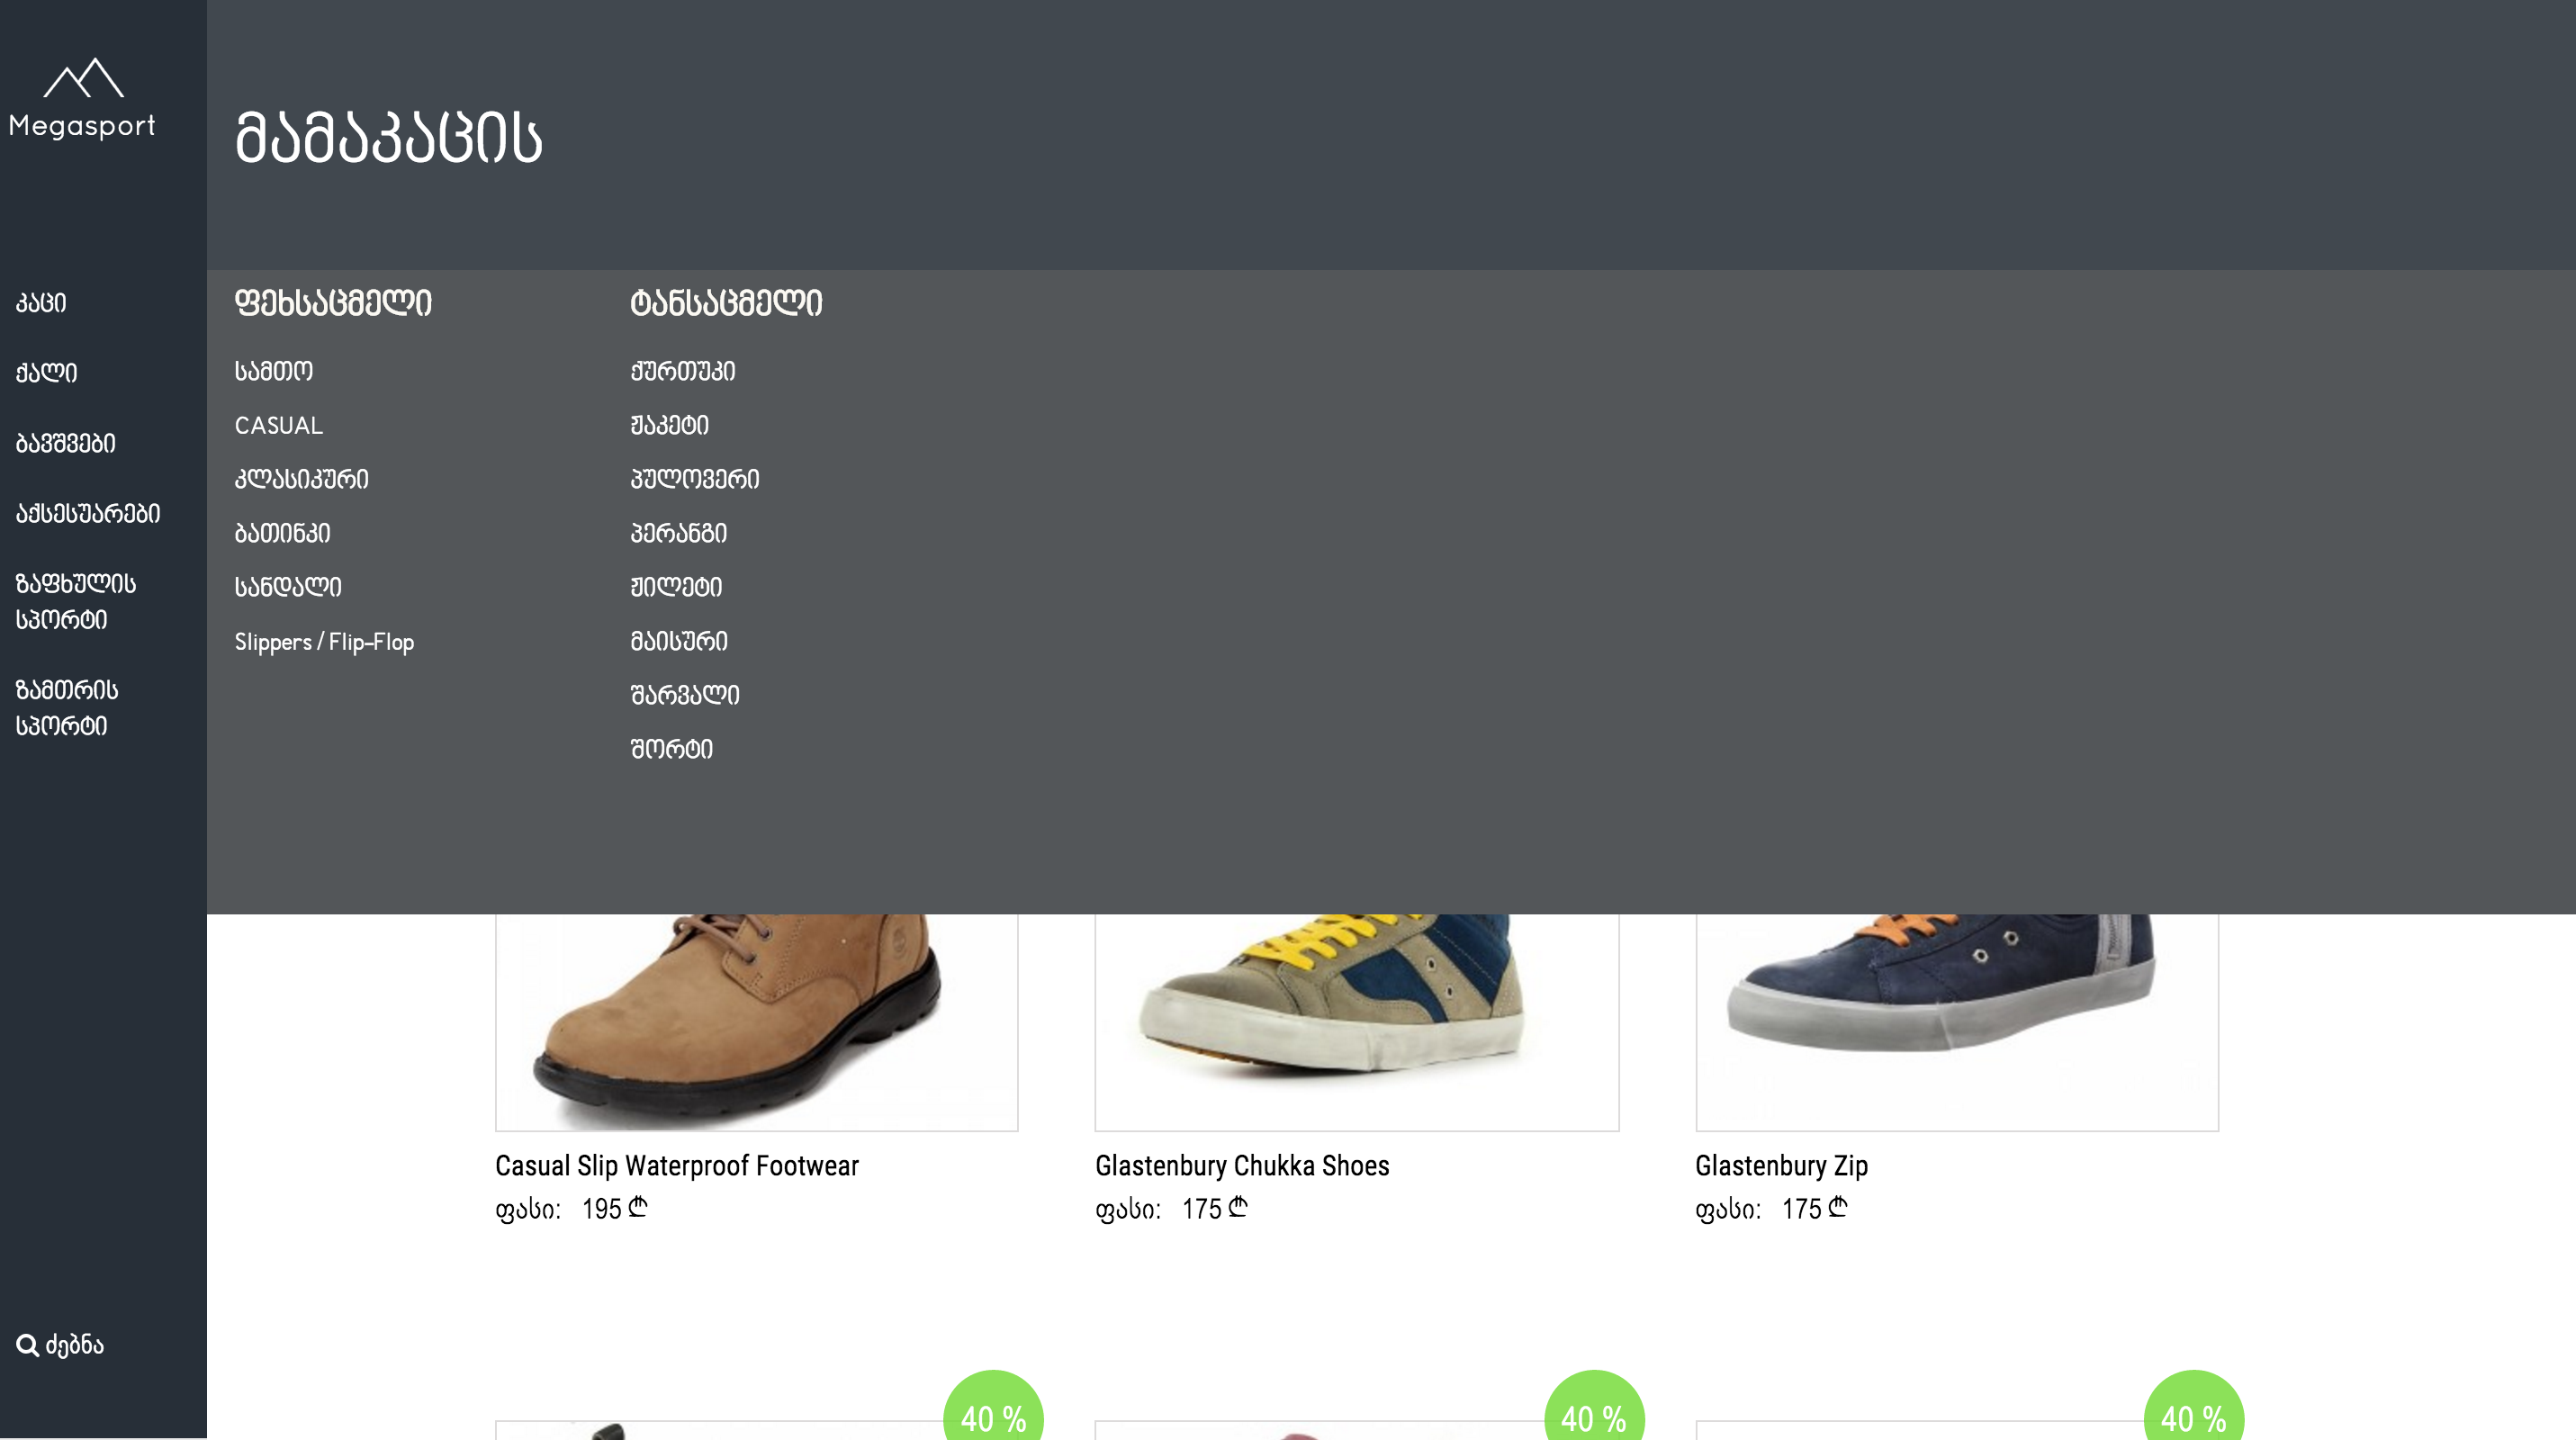 Megasport
მამაკაცის
კაცი
ქალი
ბავშვები
აქსესუარები
ზაფხულის
სპორტი
ზამთრის
სპორტი
ძებნა
ფეხსაცმელი
სამთო
CASUAL
კლასიკური
ბათინკი
სანდალი
Slippers / Flip-Flop
ტანსაცმელი
ქურთუკი
ჟაკეტი
პულოვერი
პერანგი
ჟილეტი
მაისური
შარვალი
შორტი
Casual Slip Waterproof Footwear
ფასი: 195 ₾
Glastenbury Chukka Shoes
ფასი: 175 ₾
Glastenbury Zip
ფასი: 175 ₾
40 %
40 %
40 %